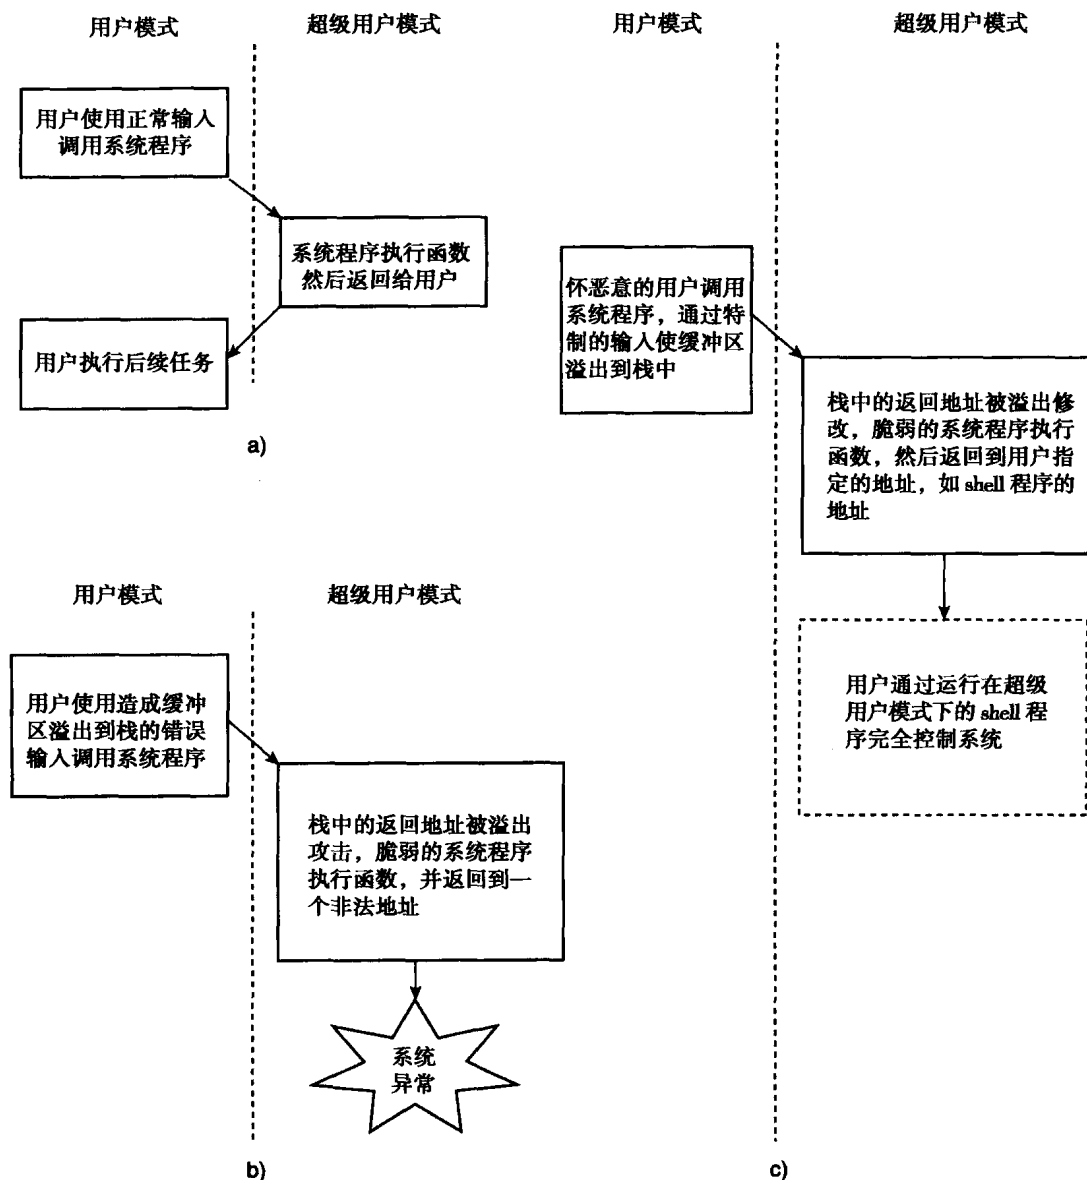 用户模式
超级用户模式
用户使用正常输入
调用系统程序
系统程序执行函数
然后返回给用户
用户执行后续任务
a)
用户模式
超级用户模式
用户使用造成缓冲
区溢出到栈的错误
输入调用系统程序
栈中的返回地址被溢出
攻击，脆弱的系统程序
执行函数，并返回到一
个非法地址
系统
异常
b)
用户模式
超级用户模式
怀恶意的用户调用
系统程序，通过特
制的输入使缓冲区
溢出到栈中
栈中的返回地址被溢出修
改，脆弱的系统程序执行
函数，然后返回到用户指
定的地址，如 shell 程序的
地址
用户通过运行在超级
用户模式下的 shell 程
序完全控制系统
c)